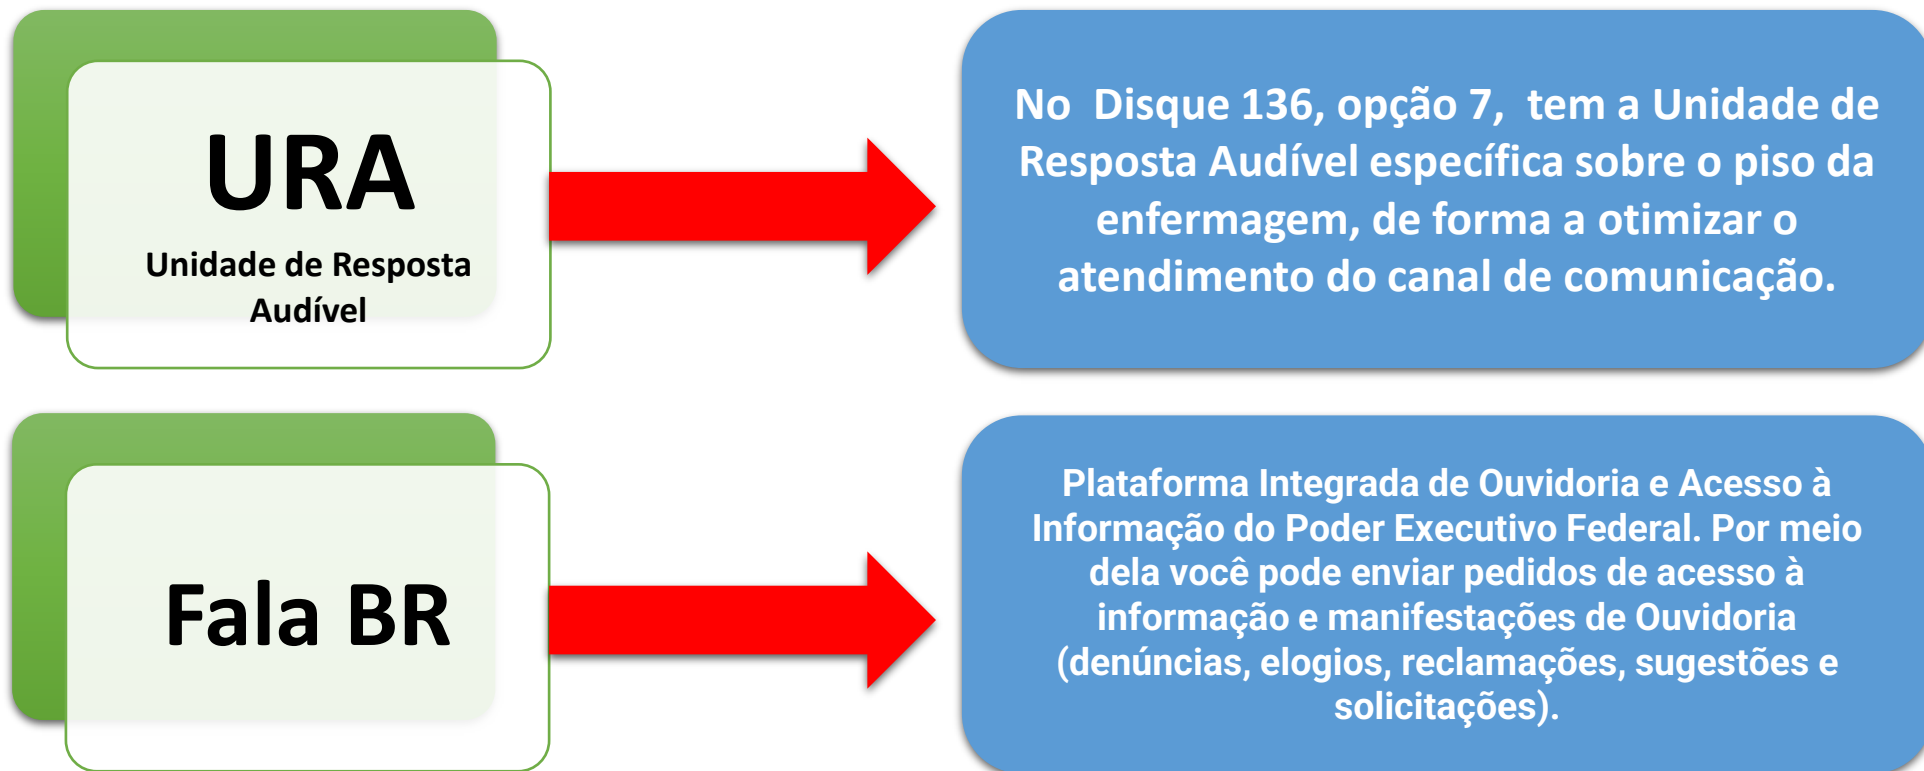 URA
Unidade de Resposta
Audível
No Disque 136, opção 7, tem a Unidade de
Resposta Audível específica sobre o piso da
enfermagem, de forma a otimizar o
atendimento do canal de comunicação.
Fala BR
Plataforma Integrada de Ouvidoria e Acesso à
Informação do Poder Executivo Federal. Por meio
dela você pode enviar pedidos de acesso à
informação e manifestações de Ouvidoria
(denúncias, elogios, reclamações, sugestões e
solicitações).